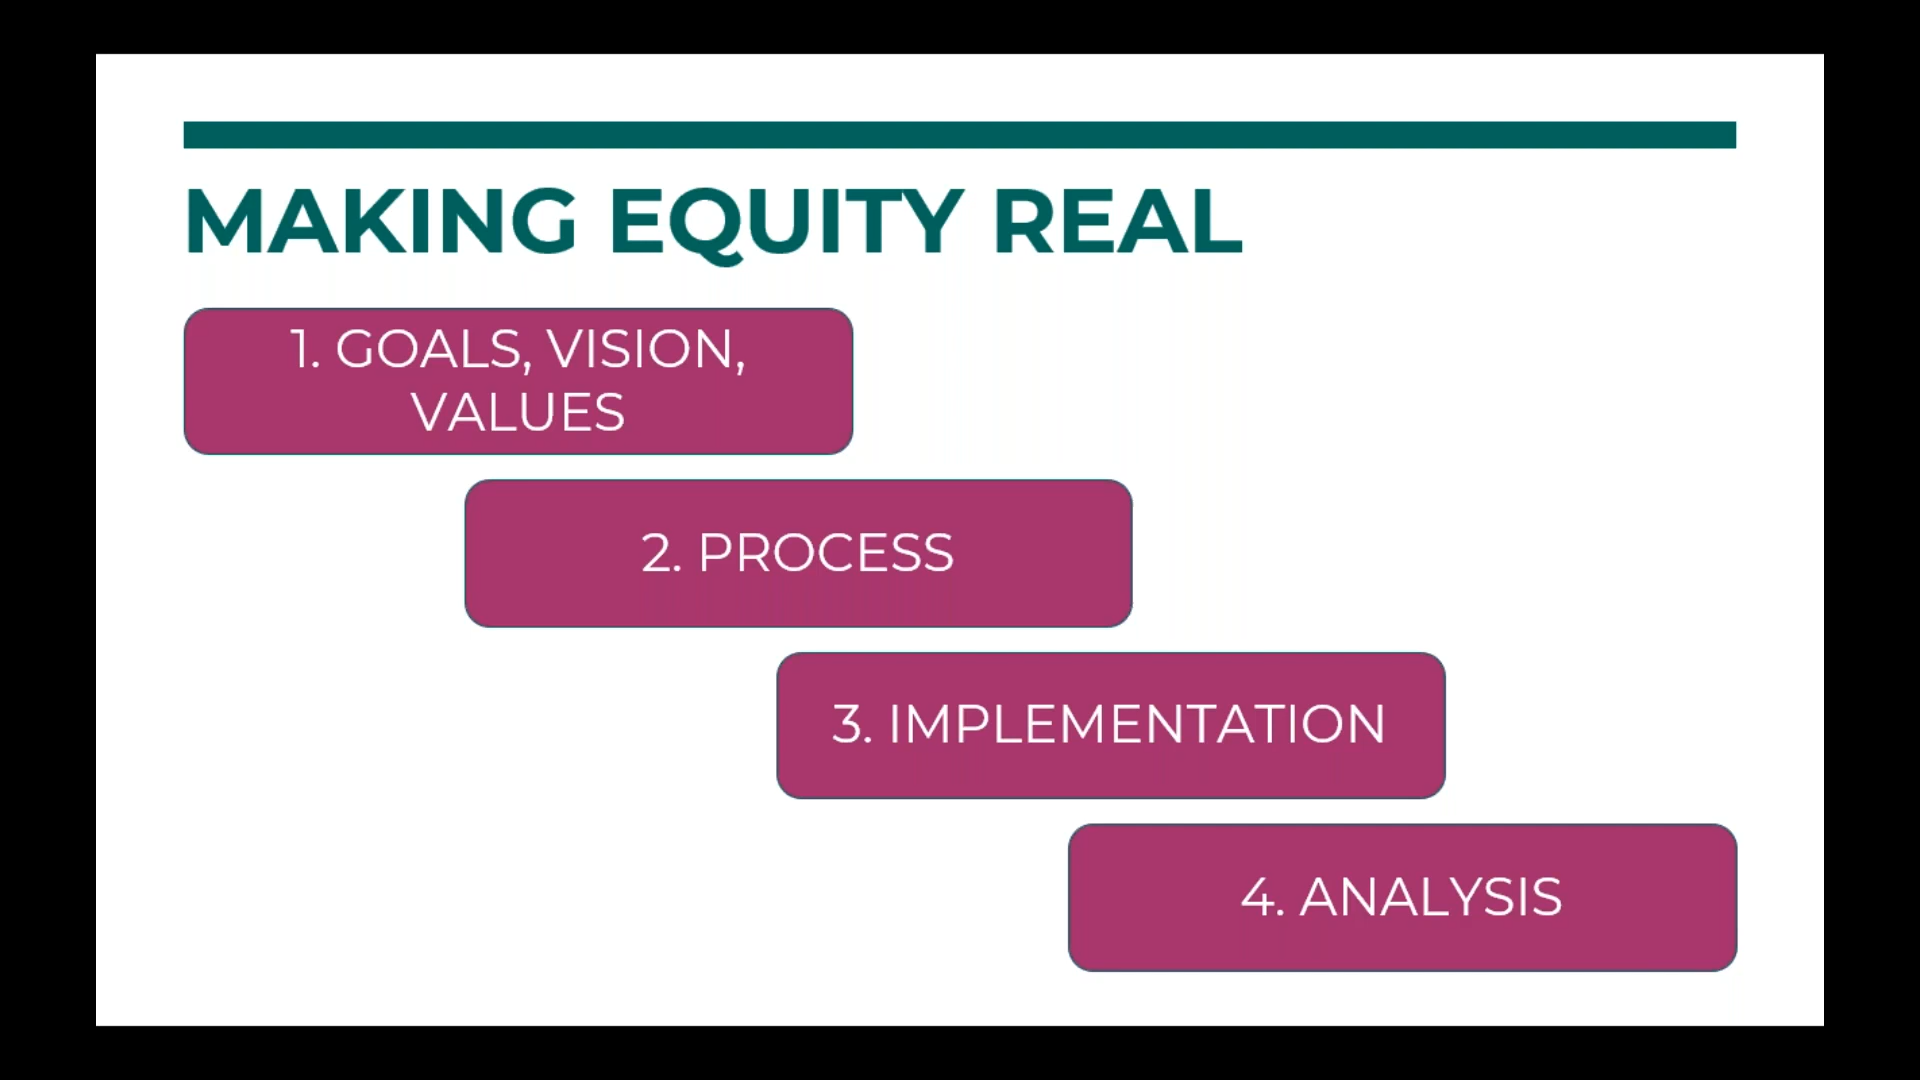 MAKING EQUITY REAL
1. GOALS, VISION,
VALUES
2. PROCESS
3. IMPLEMENTATION
4. ANALYSIS